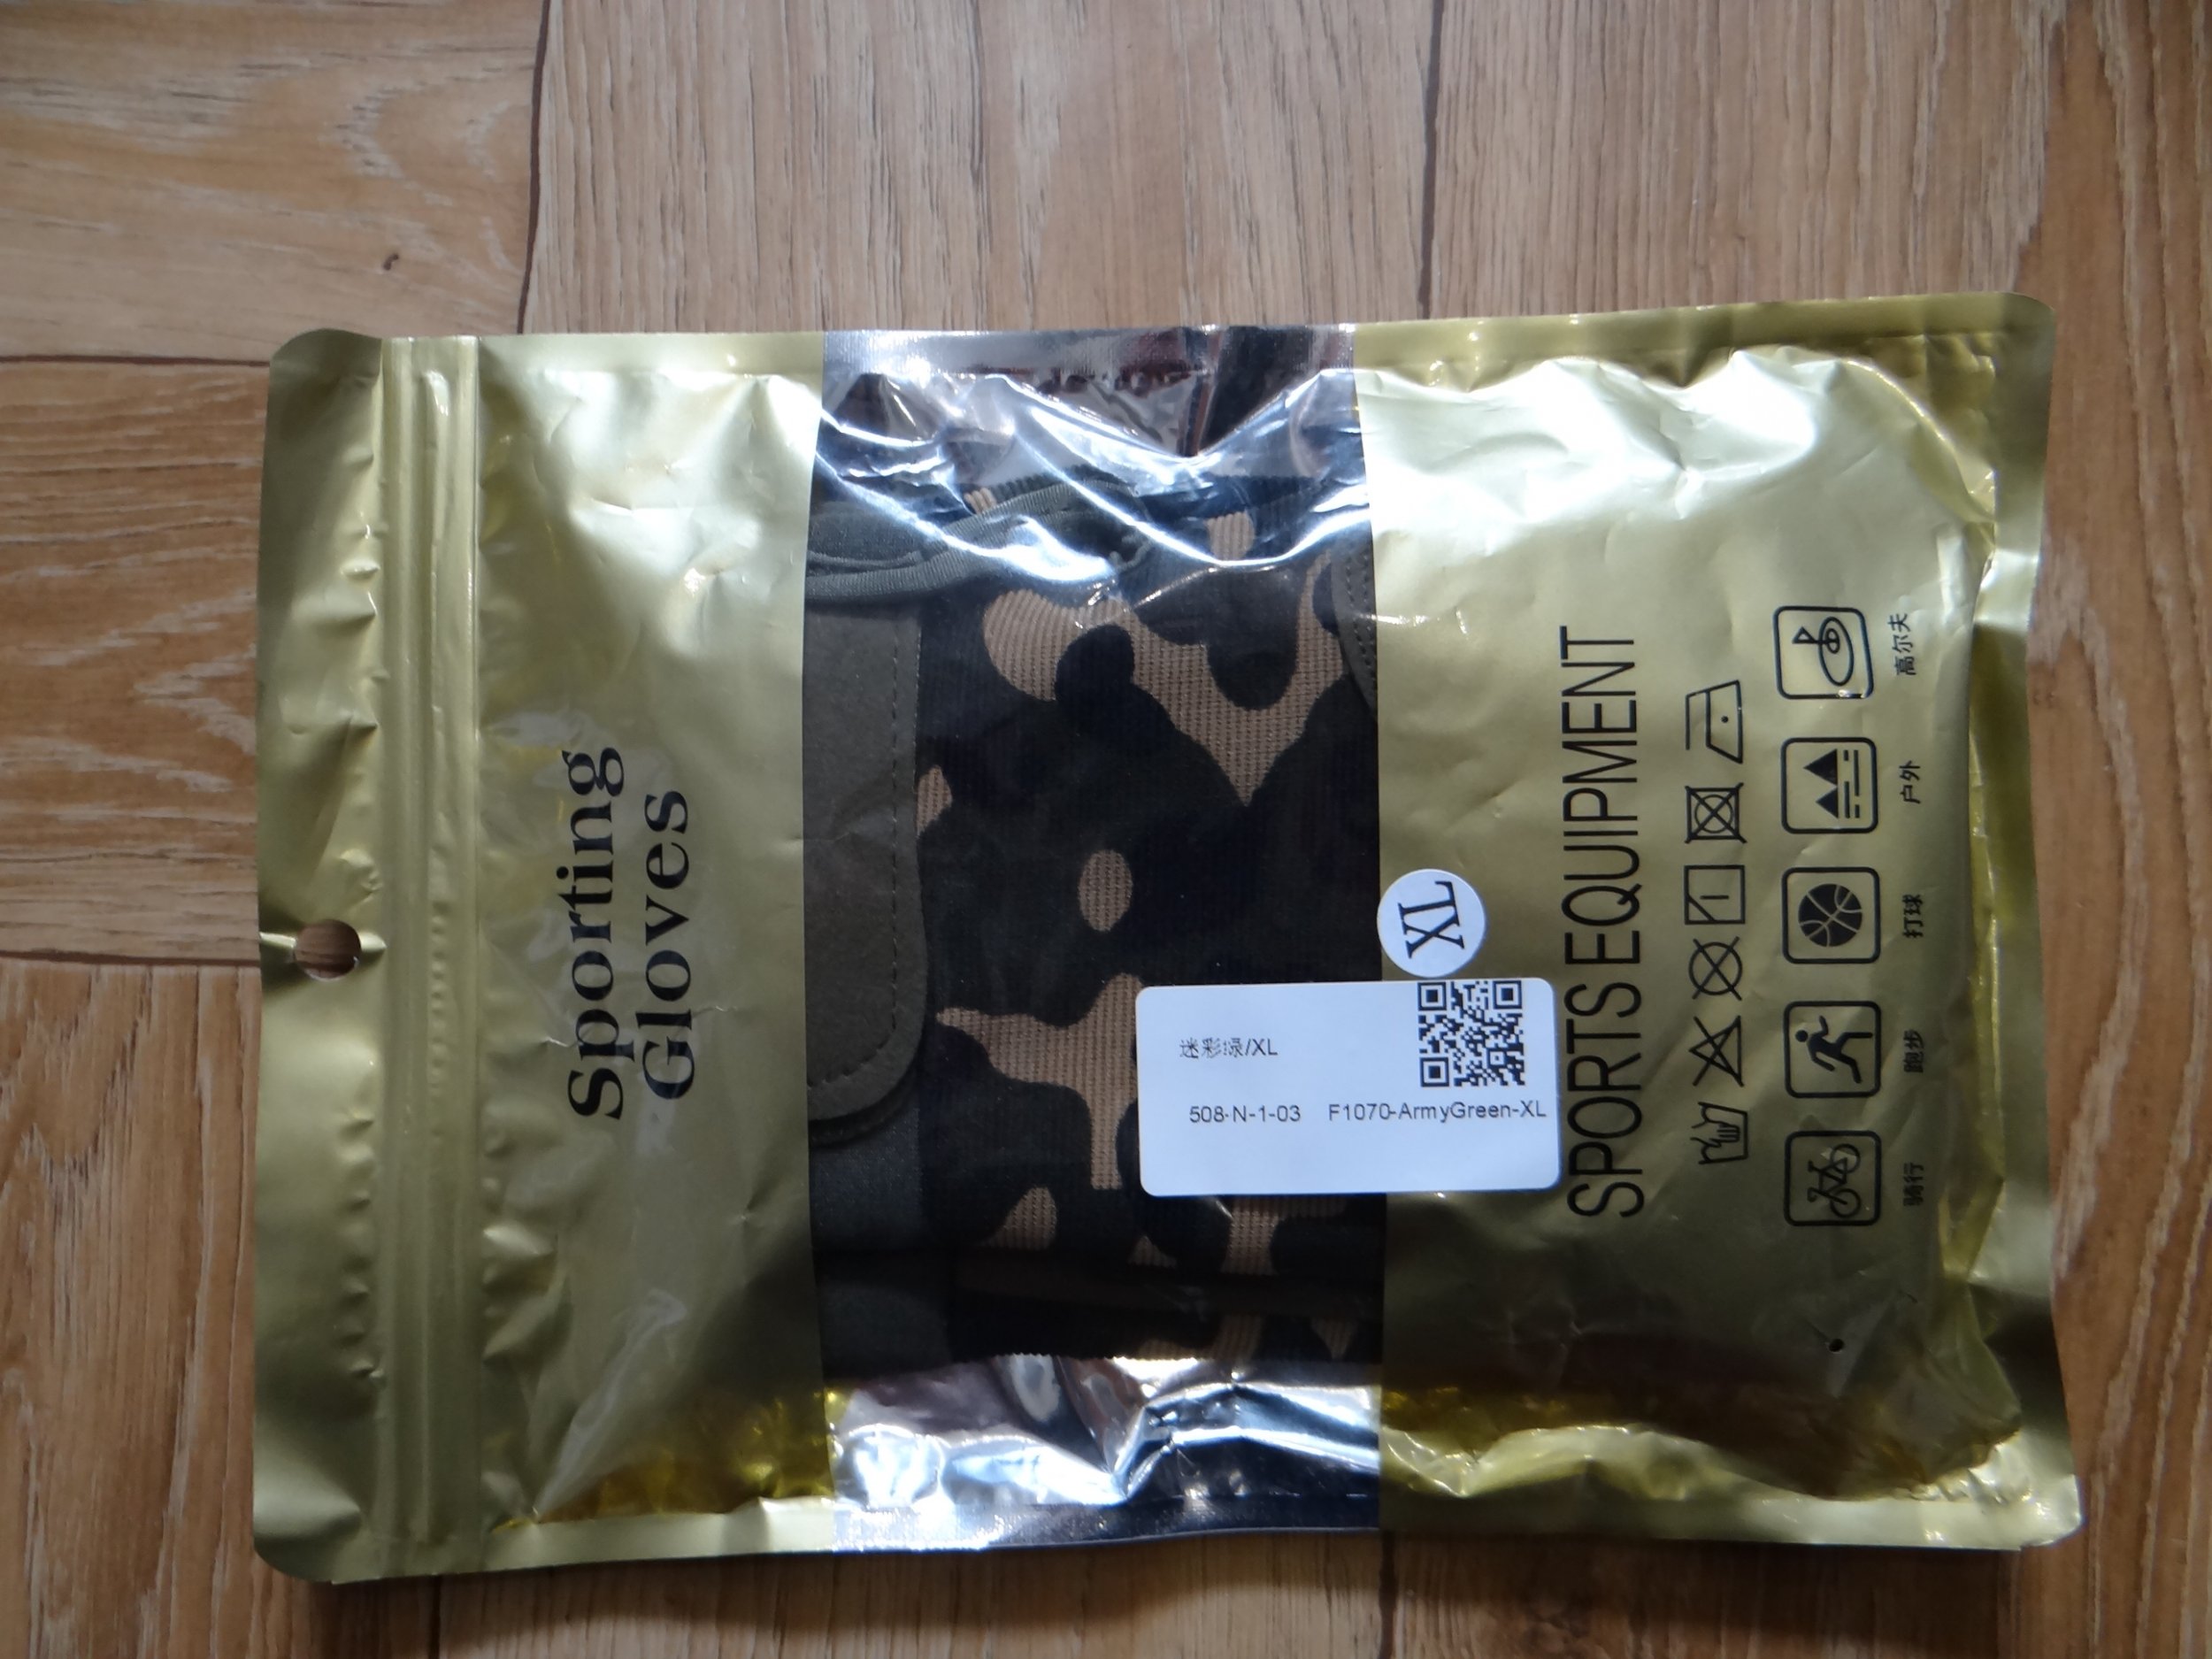 Sporting
Gloves
XL
迷彩绿/XL
508-N-1-03 F1070-ArmyGreen-XL
SPORTS EQUIPMENT
骑行 跑步 打球 户外 高尔夫